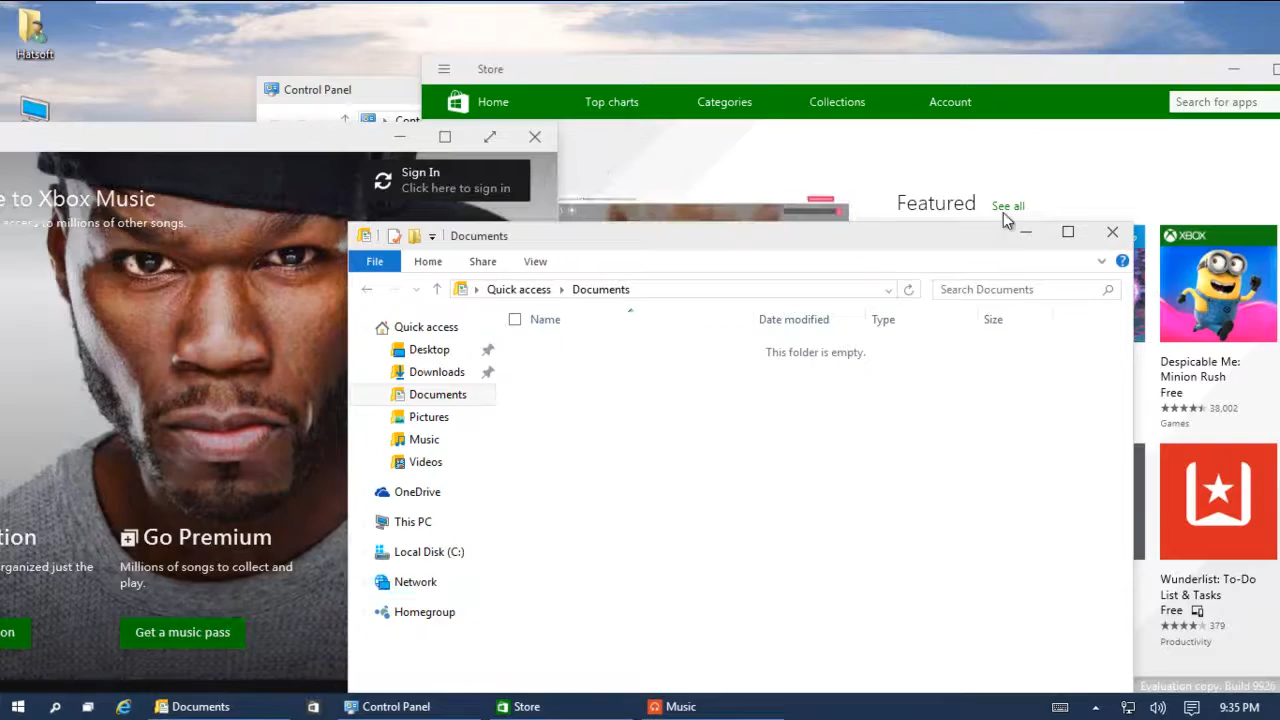 Hatsoft
Control Panel
Store
Home
Top charts
Categories
Collections
Account
Search for apps
Sign In
Click here to sign in
e to Xbox Music
to millions of other songs.
Featured
See all
Documents
File
Home
Share
View
Quick access
Documents
Search Documents
Name
Date modified
Type
Size
This folder is empty.
Quick access
Desktop
Downloads
Documents
Pictures
Music
Videos
OneDrive
This PC
Local Disk (C:)
Network
Homegroup
XBOX
Despicable Me:
Minion Rush
Free
38,002
Games
Wunderlist: To-Do
List & Tasks
Free
379
Productivity
tion
organized just the
on
Go Premium
Millions of songs to collect and
play.
Get a music pass
Evaluation copy. Build 9926
Documents
Control Panel
Store
Music
9:35 PM